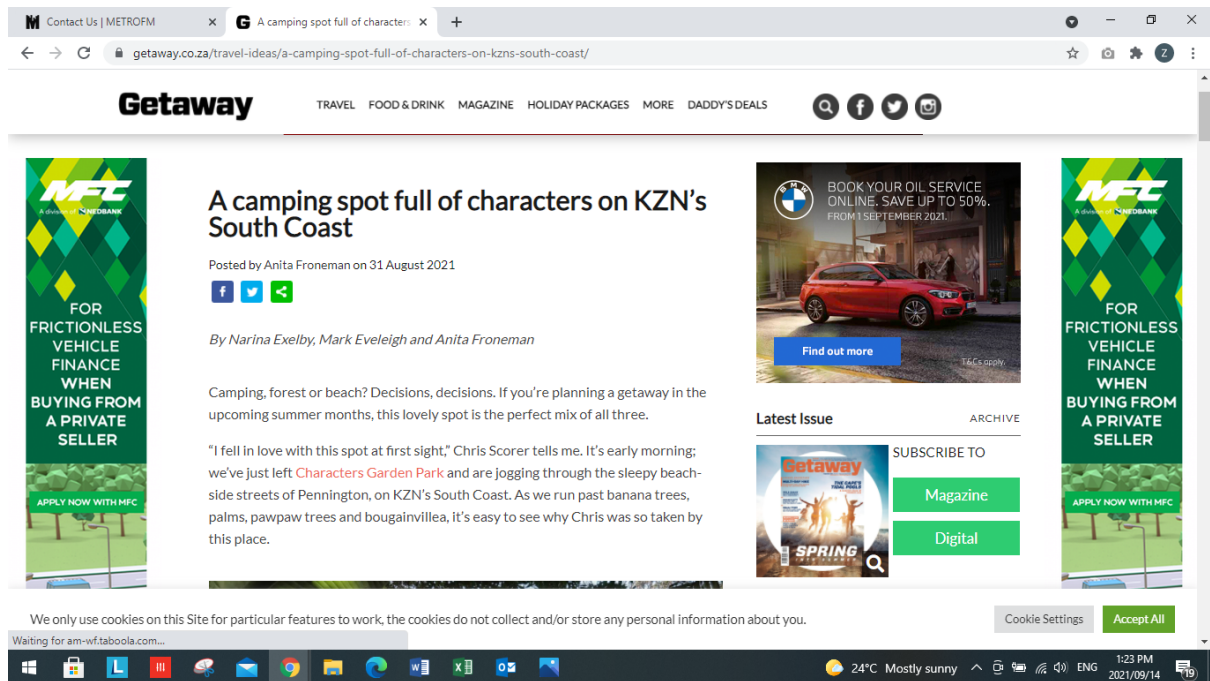 Contact Us | METROFM
A camping spot full of characters
getaway.co.za/travel-ideas/a-camping-spot-full-of-characters-on-kzns-south-coast/
Z
Getaway
TRAVEL FOOD & DRINK MAGAZINE HOLIDAY PACKAGES MORE DADDY'S DEALS
MFC
A division of NEDBANK
FOR
FRICTIONLESS
VEHICLE
FINANCE
WHEN
BUYING FROM
A PRIVATE
SELLER
APPLY NOW WITH MFC
A camping spot full of characters on KZN's
South Coast
Posted by Anita Froneman on 31 August 2021
By Narina Exelby, Mark Eveleigh and Anita Froneman
Camping, forest or beach? Decisions, decisions. If you're planning a getaway in the
upcoming summer months, this lovely spot is the perfect mix of all three.
"I fell in love with this spot at first sight," Chris Scorer tells me. It's early morning;
we've just left Characters Garden Park and are jogging through the sleepy beach-
side streets of Pennington, on KZN's South Coast. As we run past banana trees,
palms, pawpaw trees and bougainvillea, it's easy to see why Chris was so taken by
this place.
BMW
BOOK YOUR OIL SERVICE
ONLINE. SAVE UP TO 50%.
FROM 1 SEPTEMBER 2021.
Find out more
T&Cs apply.
Latest Issue
ARCHIVE
Getaway
SPRING
SUBSCRIBE TO
Magazine
Digital
MFC
A division of NEDBANK
FOR
FRICTIONLESS
VEHICLE
FINANCE
WHEN
BUYING FROM
A PRIVATE
SELLER
APPLY NOW WITH MFC
We only use cookies on this Site for particular features to work, the cookies do not collect and/or store any personal information about you.
Cookie Settings
Accept All
Waiting for am-wf.taboola.com...
24°C Mostly sunny
ENG
1:23 PM
2021/09/14
19